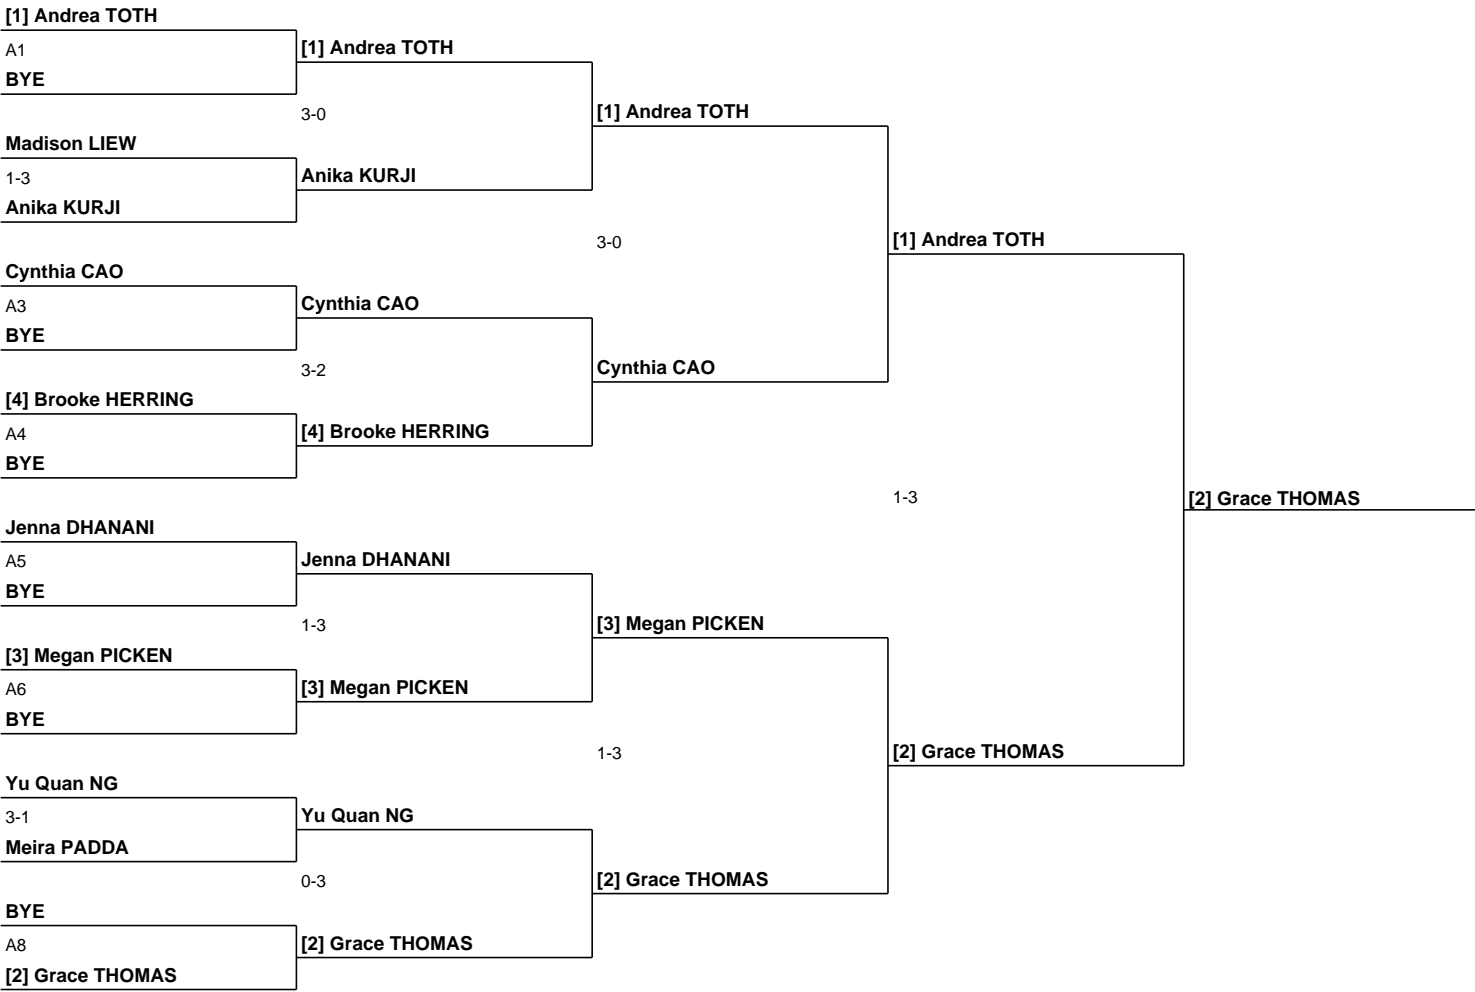 [1] Andrea TOTH
A1
BYE
Madison LIEW
1-3
Anika KURJI
Cynthia CAO
A3
BYE
[4] Brooke HERRING
A4
BYE
Jenna DHANANI
A5
BYE
[3] Megan PICKEN
A6
BYE
Yu Quan NG
3-1
Meira PADDA
BYE
A8
[2] Grace THOMAS
[1] Andrea TOTH
3-0
Anika KURJI
Cynthia CAO
3-2
[4] Brooke HERRING
Jenna DHANANI
1-3
[3] Megan PICKEN
Yu Quan NG
0-3
[2] Grace THOMAS
[1] Andrea TOTH
3-0
Cynthia CAO
[3] Megan PICKEN
1-3
[2] Grace THOMAS
[1] Andrea TOTH
1-3
[2] Grace THOMAS
[2] Grace THOMAS